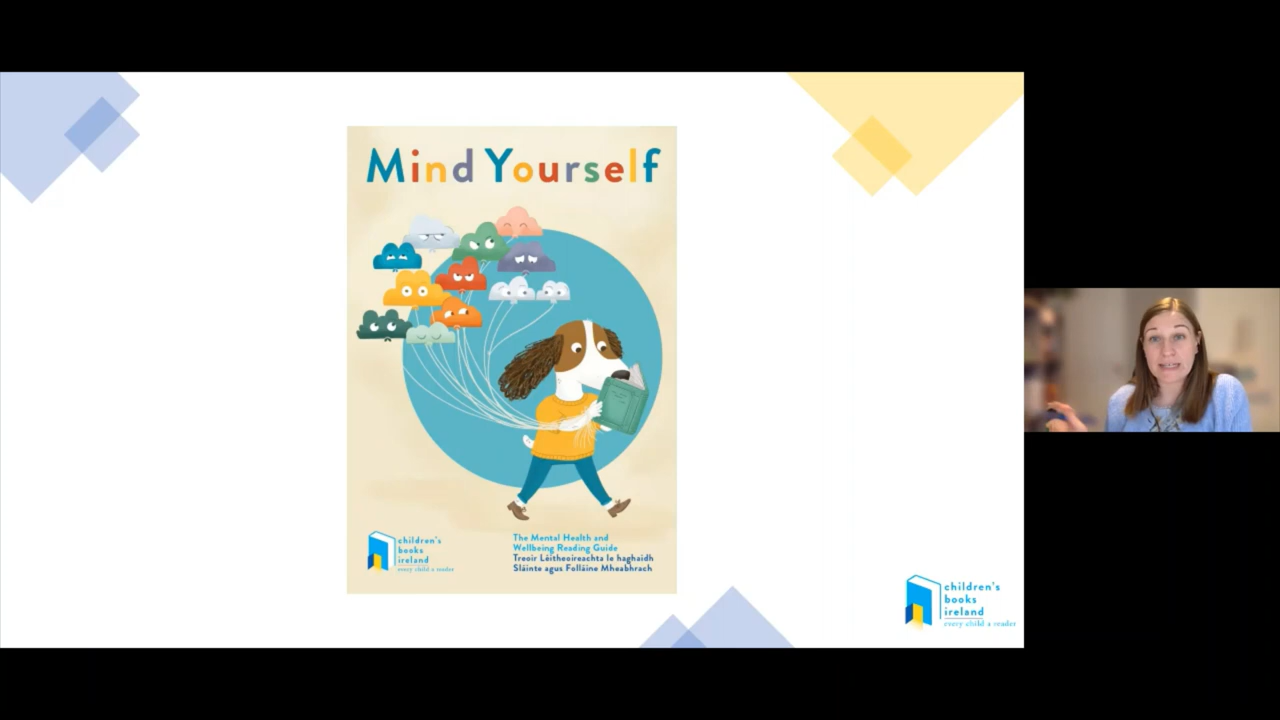 Mind Yourself
children's
books
ireland
every child a reader
The Mental Health and
Wellbeing Reading Guide
Treoir Léitheoireachta le haghaidh
Sláinte agus Folláine Mheabhrach
children's
books
ireland
every child a reader